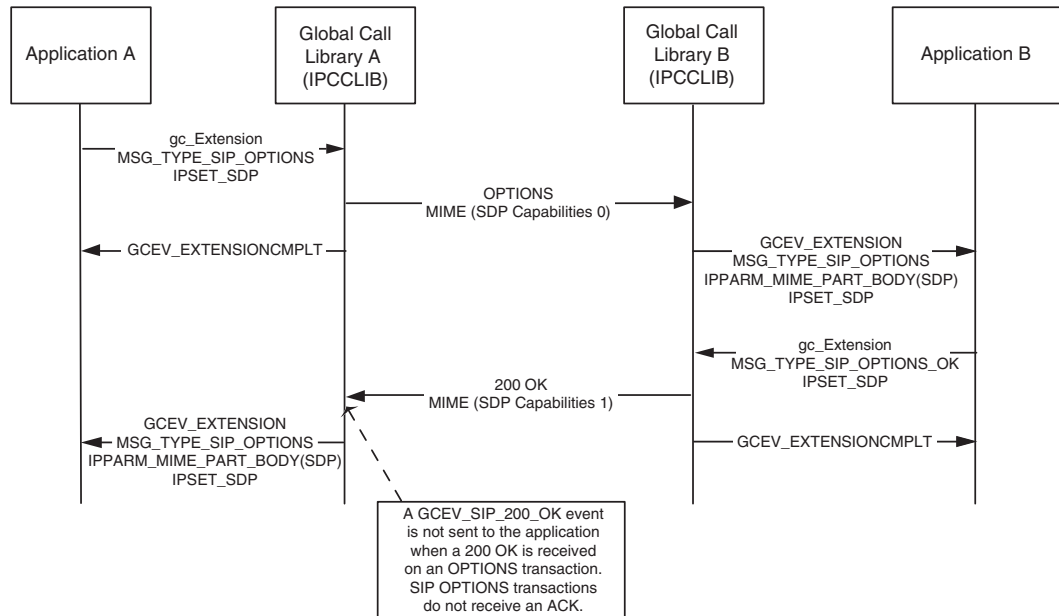 Application A
Global Call
Library A
(IPCCLIB)
Global Call
Library B
(IPCCLIB)
Application B
gc_Extension
MSG_TYPE_SIP_OPTIONS
IPSET_SDP
OPTIONS
MIME (SDP Capabilities 0)
GCEV_EXTENSIONCMPLT
GCEV_EXTENSION
MSG_TYPE_SIP_OPTIONS
IPPARM_MIME_PART_BODY(SDP)
IPSET_SDP
gc_Extension
MSG_TYPE_SIP_OPTIONS_OK
IPSET_SDP
200 OK
MIME (SDP Capabilities 1)
GCEV_EXTENSION
MSG_TYPE_SIP_OPTIONS
IPPARM_MIME_PART_BODY(SDP)
IPSET_SDP
GCEV_EXTENSIONCMPLT
A GCEV_SIP_200_OK event
is not sent to the application
when a 200 OK is received
on an OPTIONS transaction.
SIP OPTIONS transactions
do not receive an ACK.